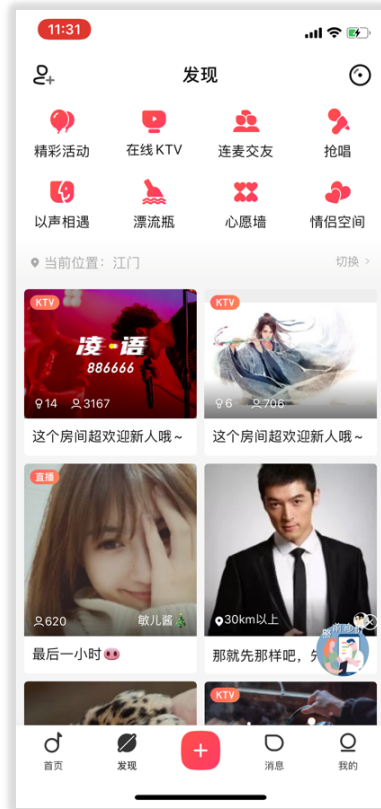 11:31
发现
精彩活动
在线KTV
连麦交友
抢唱
以声相遇
漂流瓶
心愿墙
情侣空间
当前位置：江门
切换 >
KTV
凌·语
886666
14 3167
这个房间超欢迎新人哦~
KTV
6 706
这个房间超欢迎新人哦~
直播
620
敏儿酱🎄
最后一小时🐽
30km以上
那就先那样吧，
KTV
首页
发现
消息
我的